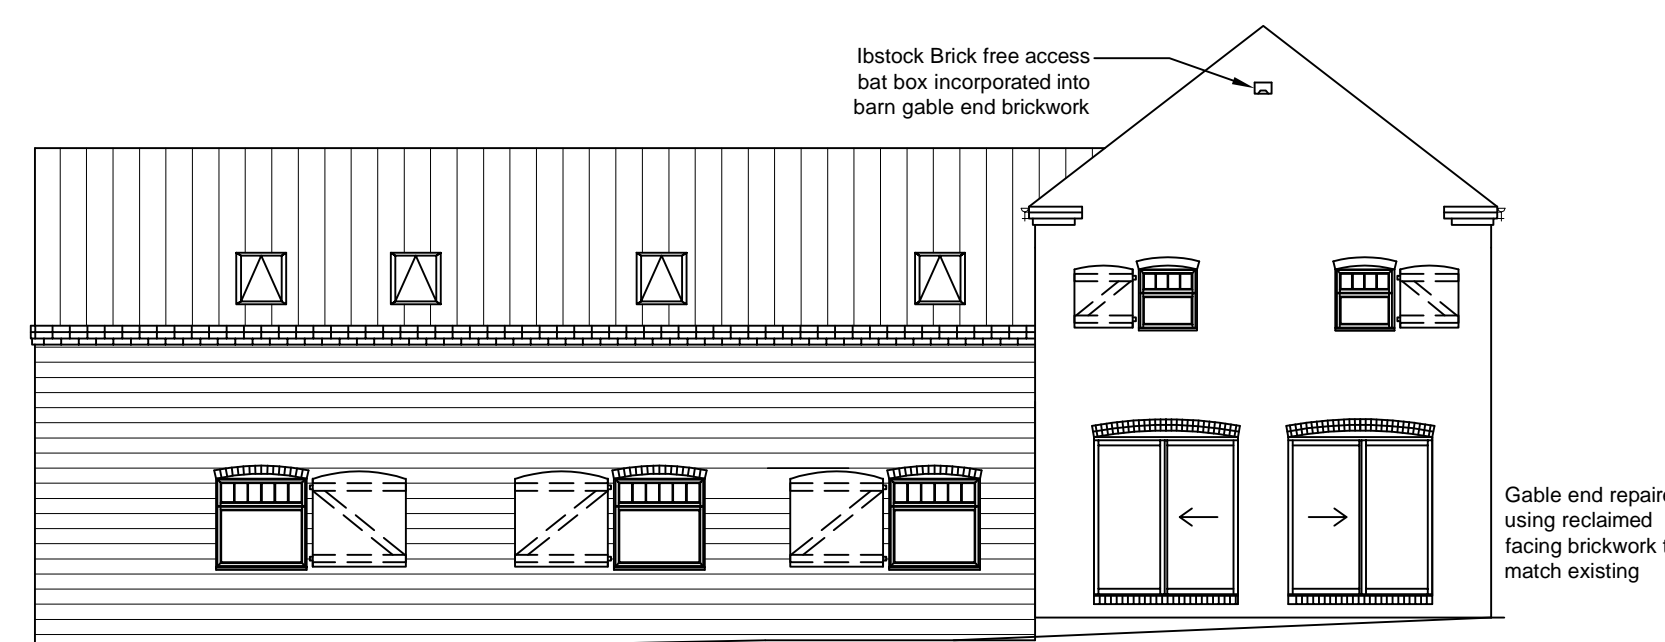 Ibstock Brick free access
bat box incorporated into
barn gable end brickwork
Gable end repaire
using reclaimed
facing brickwork
match existing